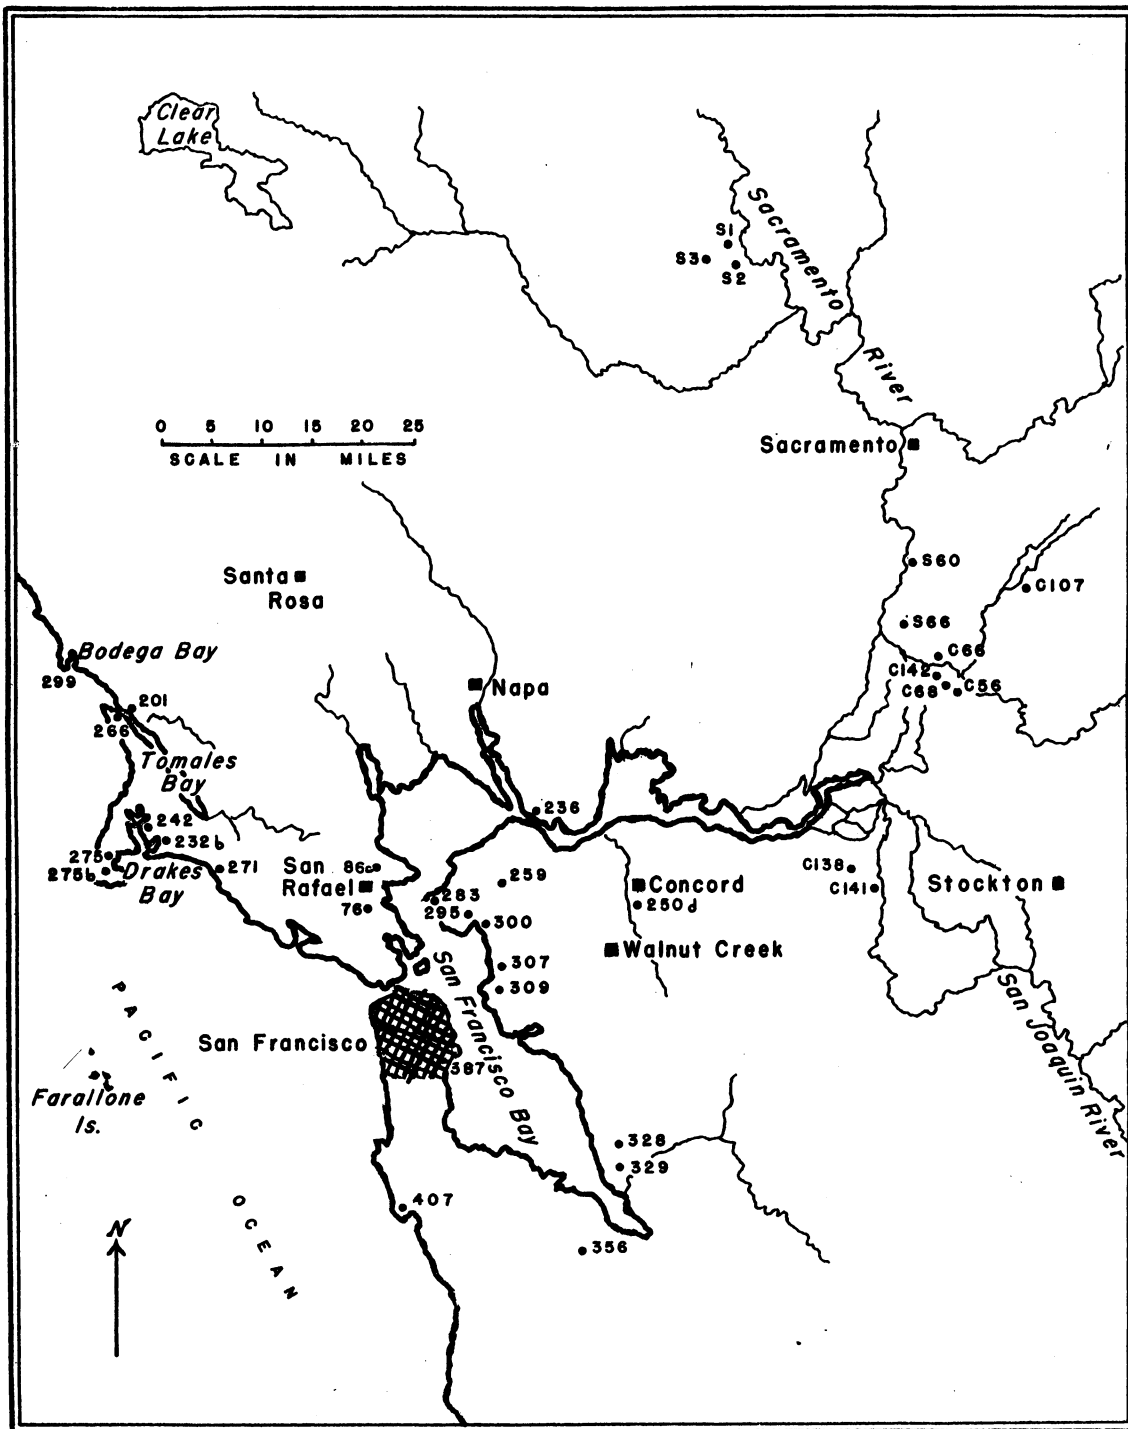 Clear
Lake
Sacramento
River
S1
S3
S2
0 5 10 15 20 25
SCALE IN MILES
Sacramento
S60
C107
Santa
Rosa
S66
C66
Bodega Bay
299
C142
C68
C56
Napa
201
266
Tomales
Bay
236
242
232b
275
275b
Drakes
Bay
271
San
Rafael
86c
76
259
283
295
300
Concord
250d
C138
C141
Stockton
Walnut Creek
307
309
San Francisco Bay
San Joaquin River
PACIFIC
OCEAN
San Francisco
387
Farallone
Is.
328
329
407
356
N